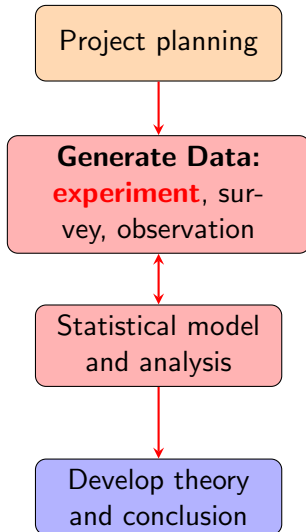 Project planning
Generate Data:
experiment, sur-
vey, observation
Statistical model
and analysis
Develop theory
and conclusion